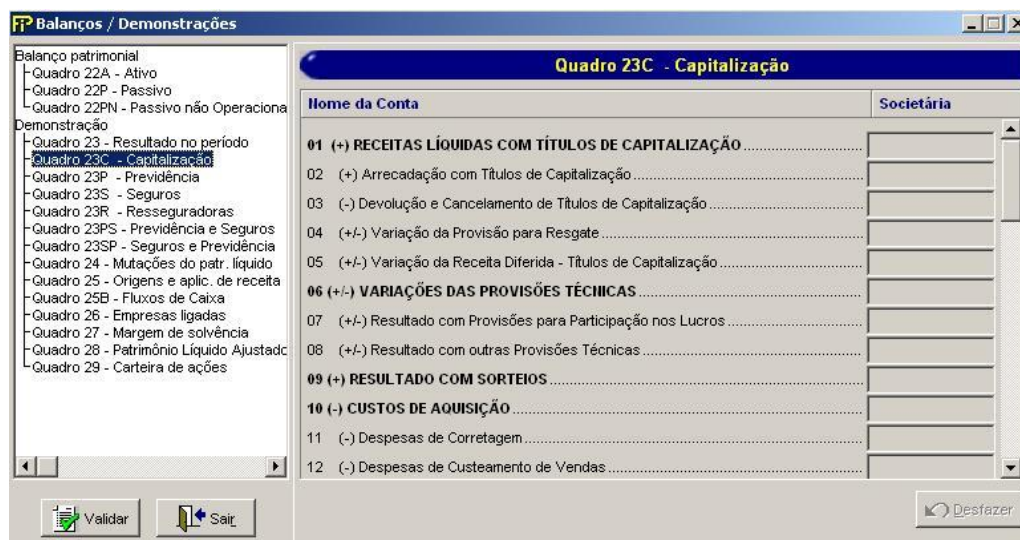 FIP Balanços / Demonstrações
Balanço patrimonial
Quadro 22A - Ativo
Quadro 22P - Passivo
Quadro 22PN - Passivo não Operaciona
Demonstração
Quadro 23 - Resultado no período
Quadro 23C - Capitalização
Quadro 23P - Previdência
Quadro 23S - Seguros
Quadro 23R - Resseguradoras
Quadro 23PS - Previdência e Seguros
Quadro 23SP - Seguros e Previdência
Quadro 24 - Mutações do patr. líquido
Quadro 25 - Origens e aplic. de receita
Quadro 25B - Fluxos de Caixa
Quadro 26 - Empresas ligadas
Quadro 27 - Margem de solvência
Quadro 28 - Patrimônio Líquido Ajustado
Quadro 29 - Carteira de ações
Validar
Sair
Quadro 23C - Capitalização
Nome da Conta Societária
01 (+) RECEITAS LÍQUIDAS COM TÍTULOS DE CAPITALIZAÇÃO
02 (+) Arrecadação com Títulos de Capitalização
03 (-) Devolução e Cancelamento de Títulos de Capitalização
04 (+/-) Variação da Provisão para Resgate
05 (+/-) Variação da Receita Diferida - Títulos de Capitalização
06 (+/-) VARIAÇÕES DAS PROVISÕES TÉCNICAS
07 (+/-) Resultado com Provisões para Participação nos Lucros
08 (+/-) Resultado com outras Provisões Técnicas
09 (+) RESULTADO COM SORTEIOS
10 (-) CUSTOS DE AQUISIÇÃO
11 (-) Despesas de Corretagem
12 (-) Despesas de Custeamento de Vendas
Desfazer